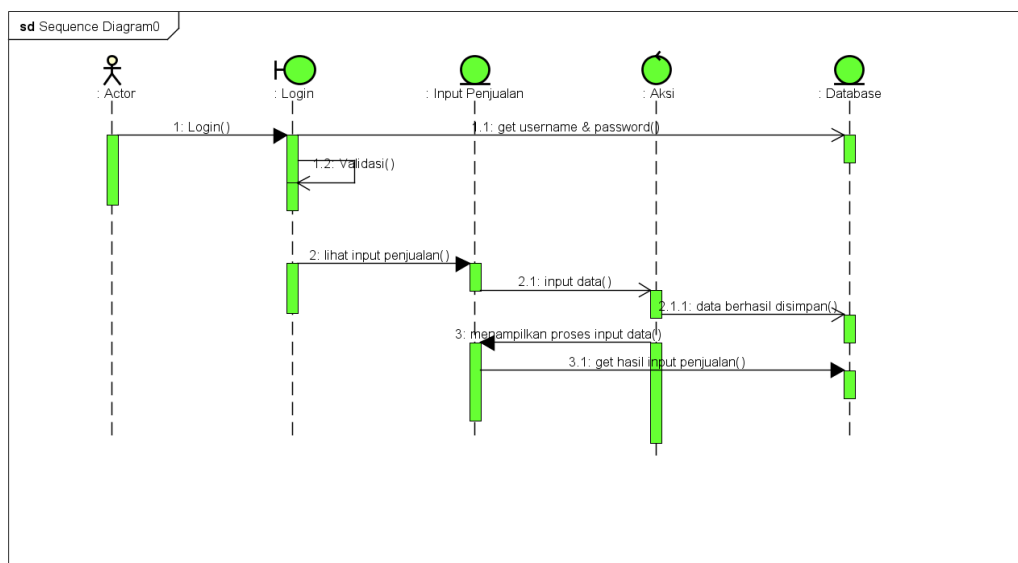 sd Sequence Diagram0
: Actor
: Login
: Input Penjualan
: Aksi
: Database
1: Login()
1.1: get username & password()
1.2: Validasi()
2: lihat input penjualan()
2.1: input data()
2.1.1: data berhasil disimpan()
3: menampilkan proses input data()
3.1: get hasil input penjualan()